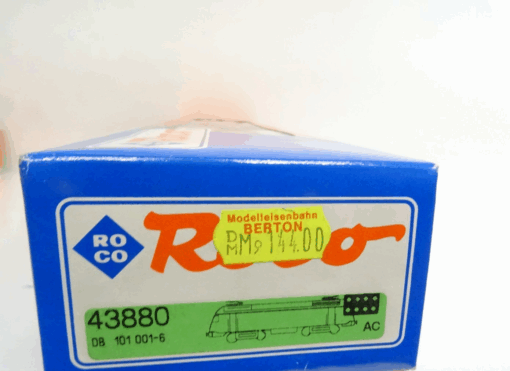 RO
CO
Roco
Modelleisenbahn
BERTON
DM 144.00
43880
DB 101 001-6
AC